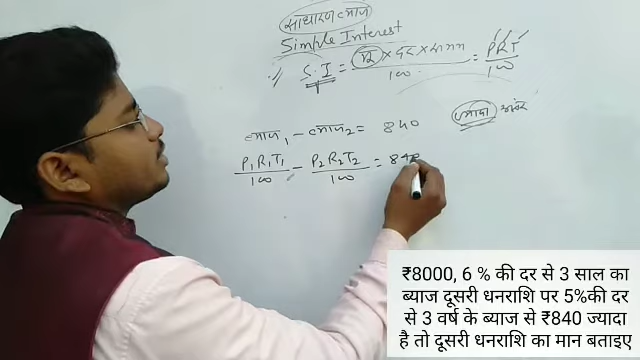 साधारण ब्याज
Simple Interest
S.I = मू × दर × समय / 100 = PRT / 100
ज्यादा अंतर
ब्याज₁ - ब्याज₂ = 840
P₁R₁T₁ / 100 - P₂R₂T₂ / 100 = 840
₹8000, 6 % की दर से 3 साल का
ब्याज दूसरी धनराशि पर 5%की दर
से 3 वर्ष के ब्याज से ₹840 ज्यादा
है तो दूसरी धनराशि का मान बताइए